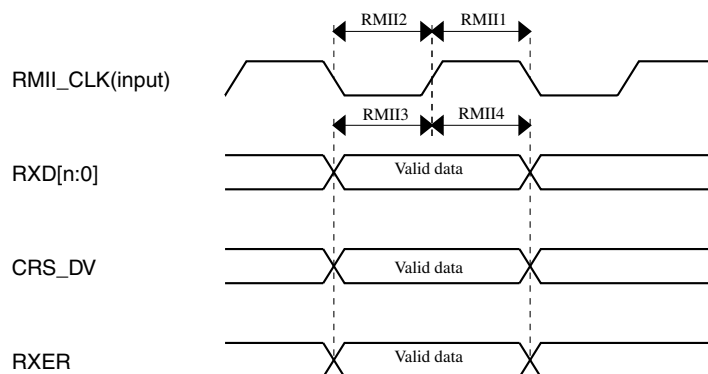 RMII2 RMII1
RMII_CLK(input)
RMII3 RMII4
RXD[n:0] Valid data
CRS_DV Valid data
RXER Valid data